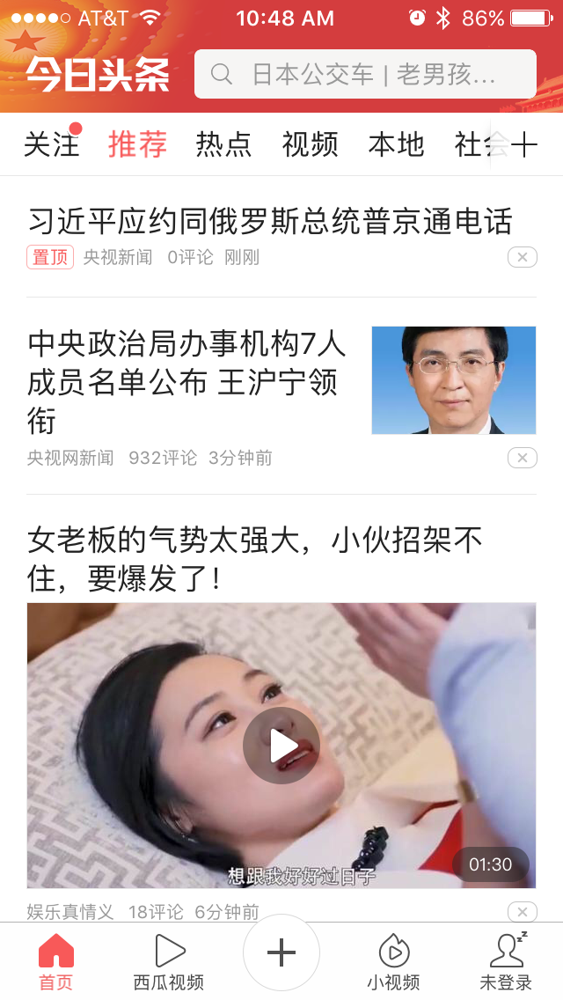 AT&T 10:48 AM 86%
今日头条 日本公交车 | 老男孩...
关注 推荐 热点 视频 本地 社会
习近平应约同俄罗斯总统普京通电话
置顶 央视新闻 0评论 刚刚
中央政治局办事机构7人
成员名单公布 王沪宁领
衔
央视网新闻 932评论 3分钟前
女老板的气势太强大，小伙招架不
住，要爆发了！
想跟我好好过日子
01:30
娱乐真情义 18评论 6分钟前
首页 西瓜视频 小视频 未登录